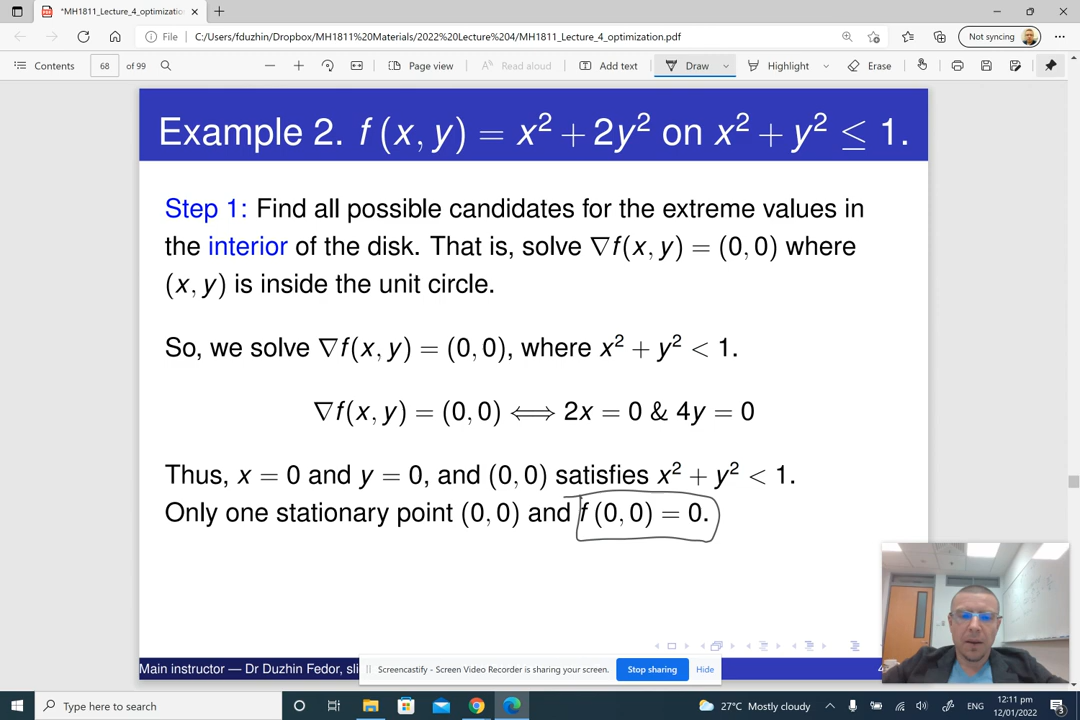 *MH1811_Lecture_4_optimizatio
File C:/Users/fduzhin/Dropbox/MH1811%20Materials/2022%20Lecture%204/MH1811_Lecture_4_optimization.pdf Not syncing
Contents 68 of 99 Page view Read aloud Add text Draw Highlight Erase
Example 2. f(x, y) = x² + 2y² on x² + y² ≤ 1.
Step 1: Find all possible candidates for the extreme values in
the interior of the disk. That is, solve ∇f(x, y) = (0, 0) where
(x, y) is inside the unit circle.
So, we solve ∇f(x, y) = (0, 0), where x² + y² < 1.
∇f(x, y) = (0, 0) ⟺ 2x = 0 & 4y = 0
Thus, x = 0 and y = 0, and (0, 0) satisfies x² + y² < 1.
Only one stationary point (0, 0) and f(0, 0) = 0.
Main instructor — Dr Duzhin Fedor, sli
Screencastify - Screen Video Recorder is sharing your screen. Stop sharing Hide
Type here to search 27°C Mostly cloudy ENG 12:11 pm
12/01/2022 3